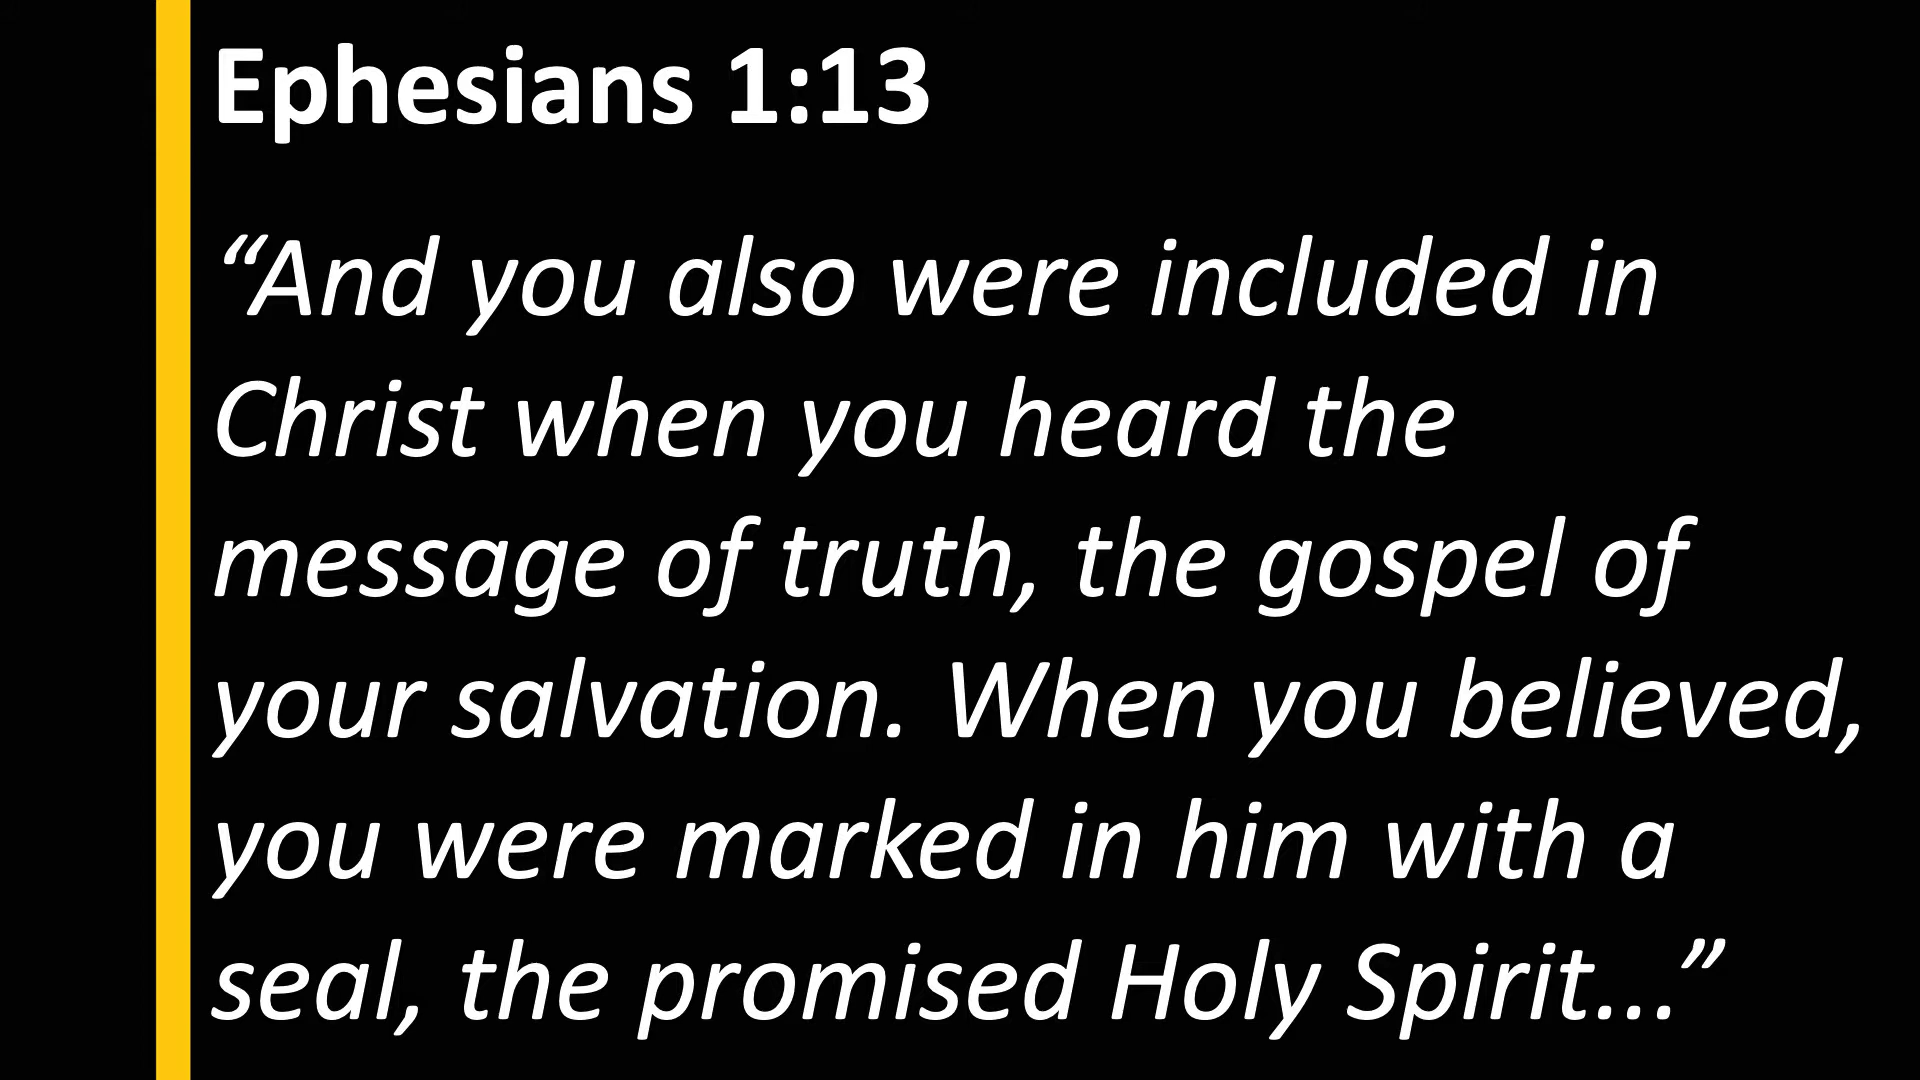 Ephesians 1:13
“And you also were included in
Christ when you heard the
message of truth, the gospel of
your salvation. When you believed,
you were marked in him with a
seal, the promised Holy Spirit...”